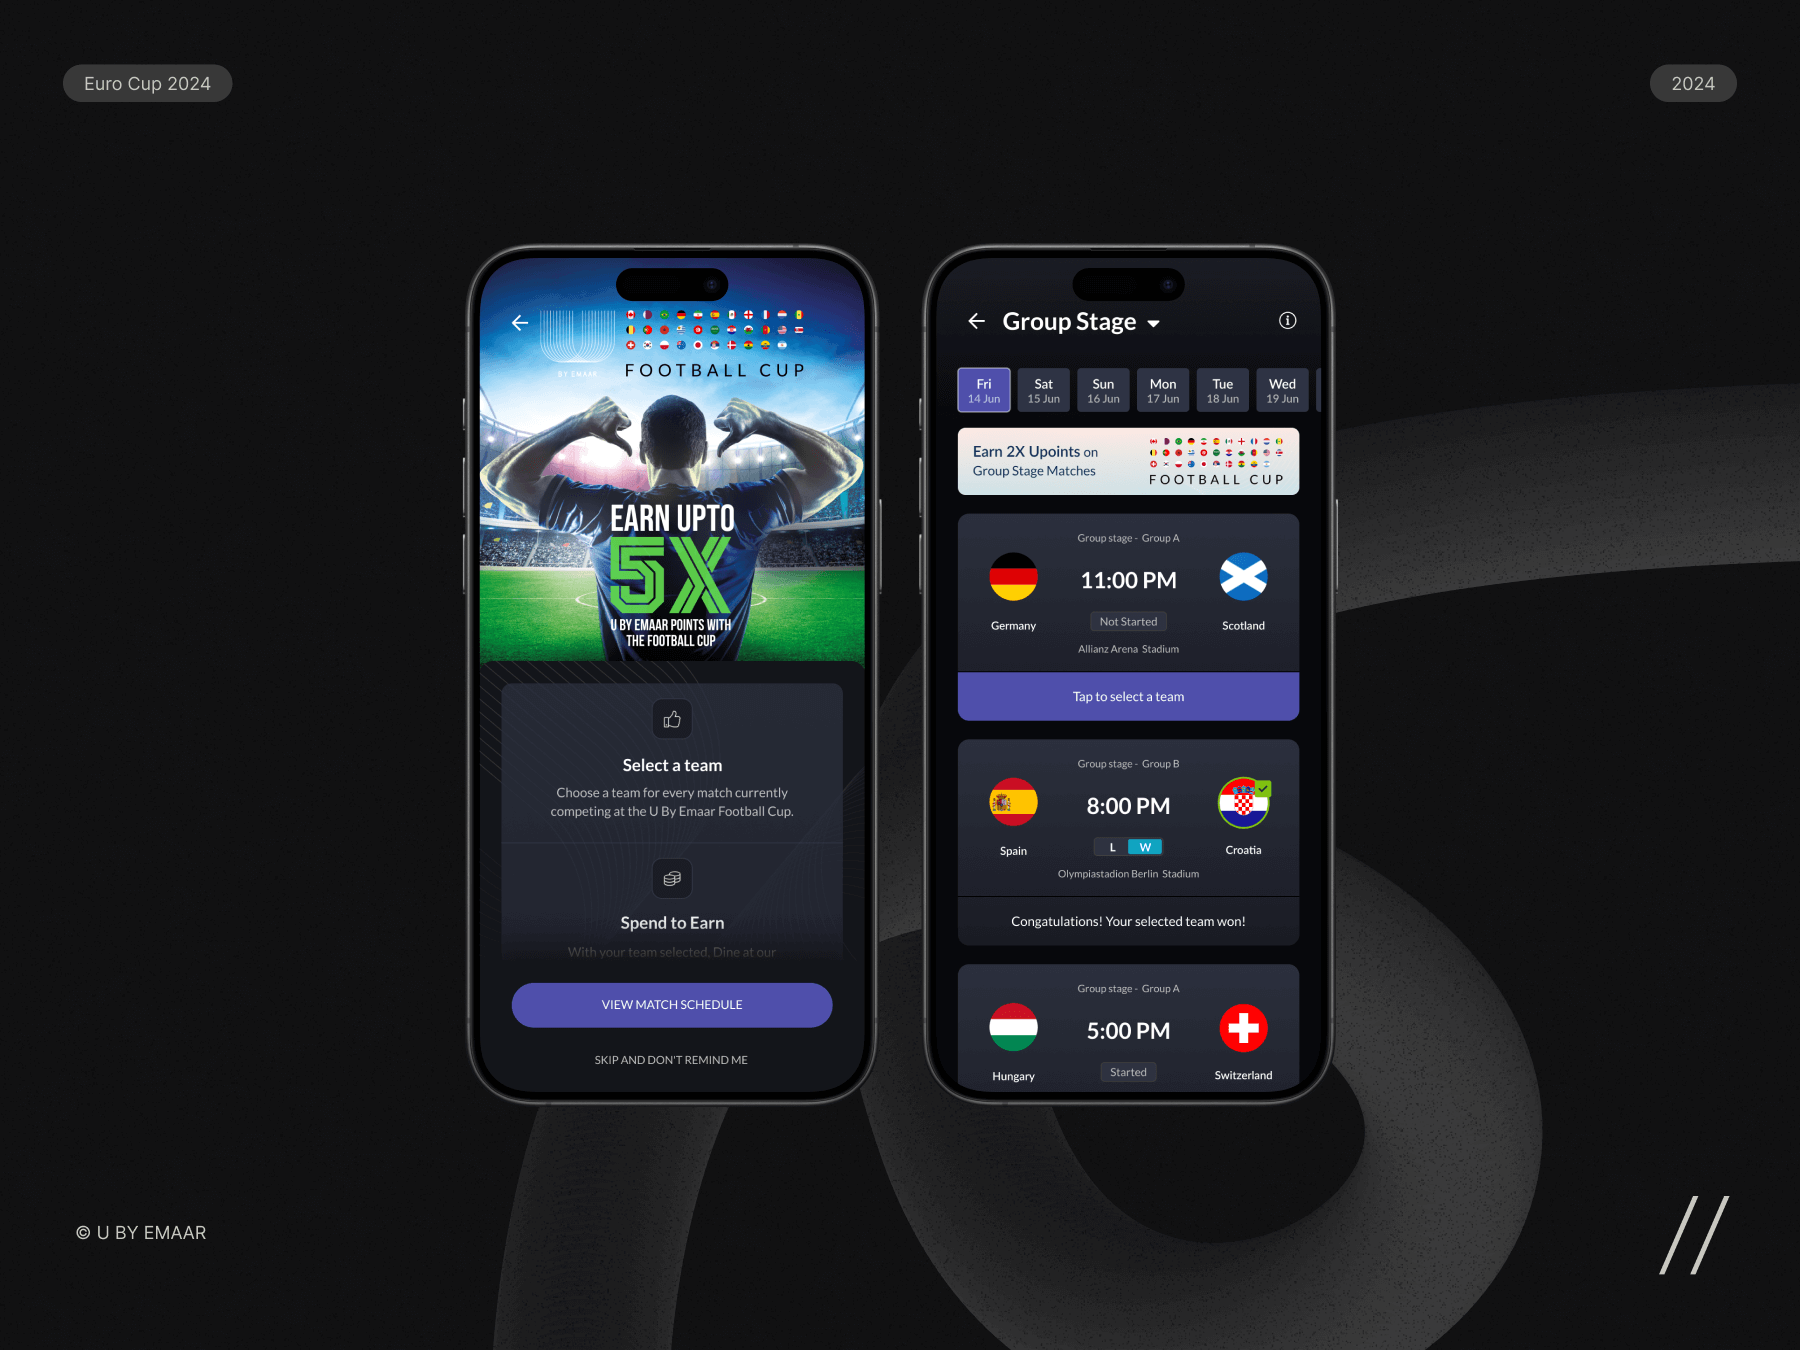 Euro Cup 2024
2024
BY EMAAR
FOOTBALL CUP
EARN UPTO
5X
U BY EMAAR POINTS WITH
THE FOOTBALL CUP
Select a team
Choose a team for every match currently
competing at the U By Emaar Football Cup.
Spend to Earn
With your team selected, Dine at our
VIEW MATCH SCHEDULE
SKIP AND DON'T REMIND ME
Group Stage
Fri
14 Jun
Sat
15 Jun
Sun
16 Jun
Mon
17 Jun
Tue
18 Jun
Wed
19 Jun
Earn 2X Upoints on
Group Stage Matches
FOOTBALL CUP
Group stage - Group A
11:00 PM
Germany
Not Started
Scotland
Allianz Arena Stadium
Tap to select a team
Group stage - Group B
8:00 PM
Spain
L W
Croatia
Olympiastadion Berlin Stadium
Congatulations! Your selected team won!
Group stage - Group A
5:00 PM
Hungary
Started
Switzerland
© U BY EMAAR